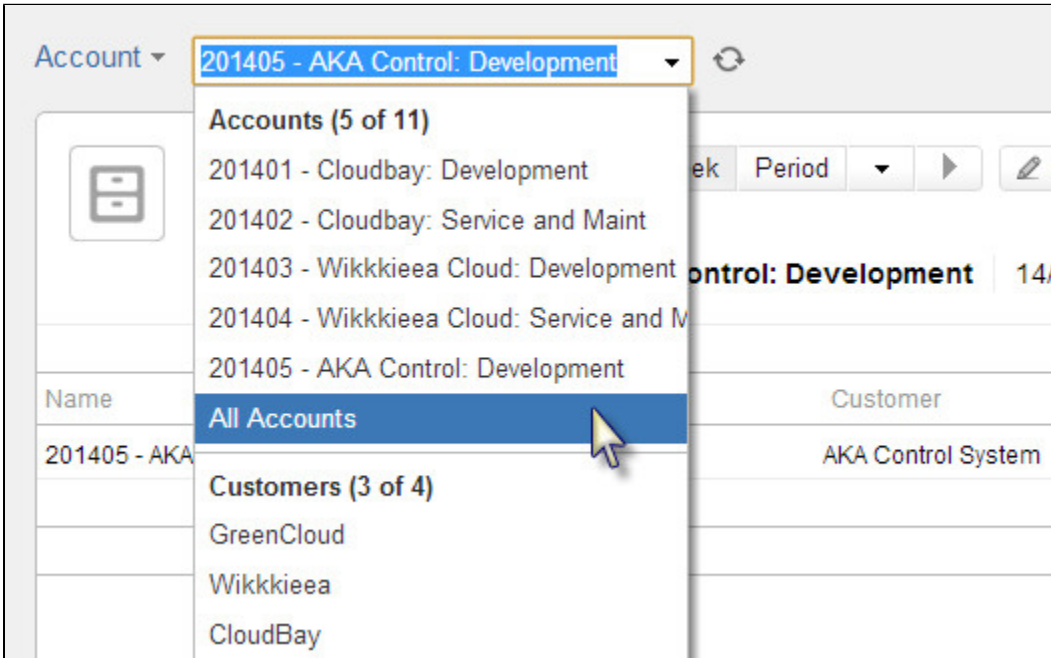 Account
201405 - AKA Control: Development
Accounts (5 of 11)
201401 - Cloudbay: Development
ek Period
201402 - Cloudbay: Service and Maint
201403 - Wikkkieea Cloud: Development
ontrol: Development 14/
201404 - Wikkkieea Cloud: Service and M
201405 - AKA Control: Development
Name
Customer
All Accounts
201405 - AKA
AKA Control System
Customers (3 of 4)
GreenCloud
Wikkkieea
CloudBay